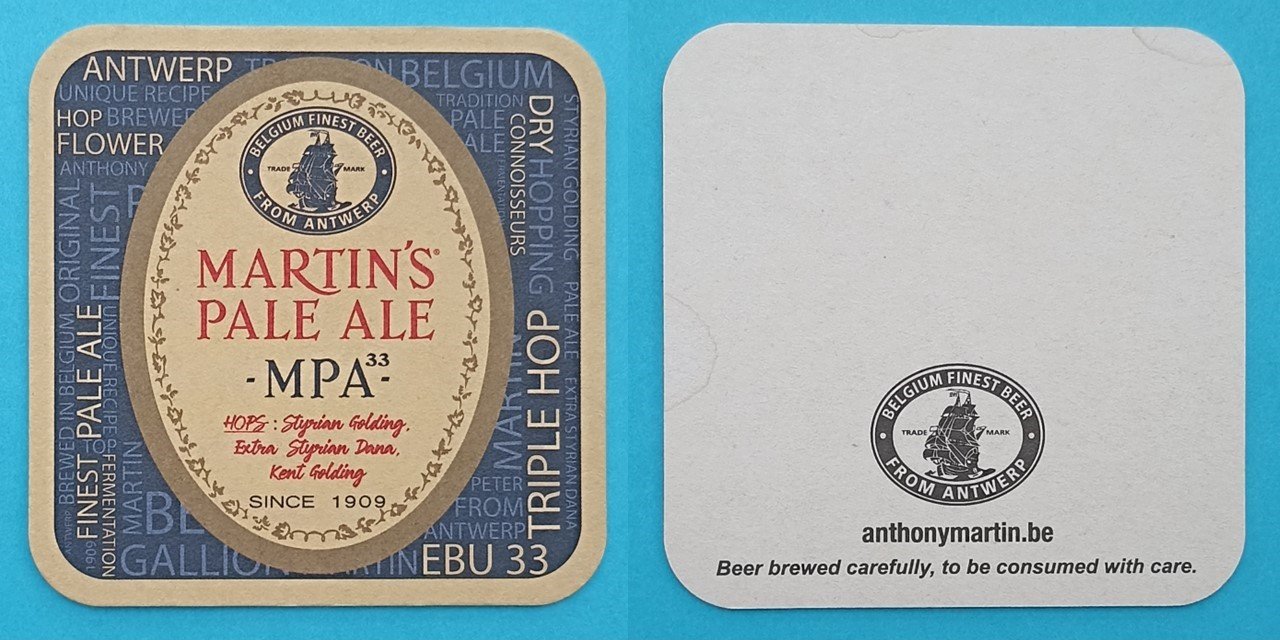 ANTWERP
BELGIUM
UNIQUE RECIPE
TRADITION
HOP BREWED
FLOWER
PALE
ALE
ANTHONY
DRY HOPPING
CONNOISSEURS
STYRIAN GOLDING
PALE ALE
EXTRA STYRIAN DANA
ORIGINAL
FINEST
BREWED IN BELGIUM
FINEST PALE ALE
UNIQUE RECIPE
TOP
FERMENTATION
MARTIN
1909
BELGIUM FINEST BEER
TRADE MARK
FROM ANTWERP
MARTIN'S®
PALE ALE
-MPA33-
HOPS : Styrian Golding,
Extra Styrian Dana,
Kent Golding
SINCE 1909
MARTIN
TRIPLE HOP
PETER
FROM
ANTWERP
EBU 33
BELGIUM FINEST BEER
TRADE MARK
FROM ANTWERP
anthonymartin.be
Beer brewed carefully, to be consumed with care.